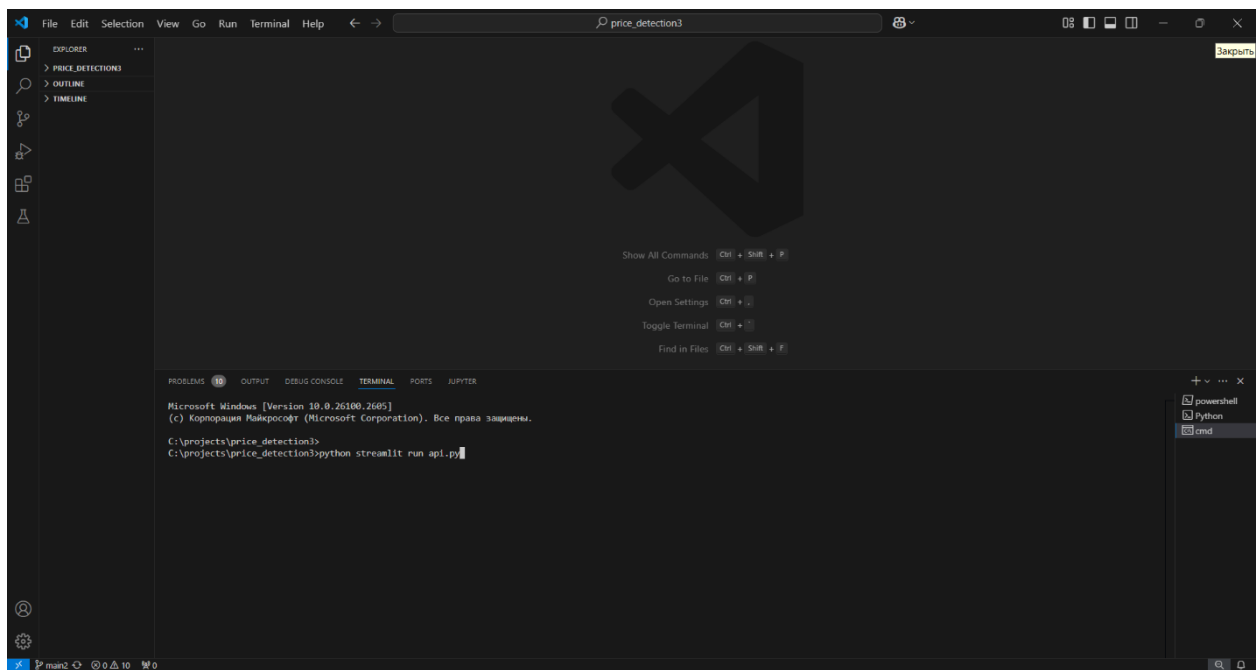 File Edit Selection View Go Run Terminal Help
price_detection3
Закрыть
EXPLORER
PRICE_DETECTION3
OUTLINE
TIMELINE
Show All Commands Ctrl + Shift + P
Go to File Ctrl + P
Open Settings Ctrl + ,
Toggle Terminal Ctrl + `
Find in Files Ctrl + Shift + F
PROBLEMS 10 OUTPUT DEBUG CONSOLE TERMINAL PORTS JUPYTER
Microsoft Windows [Version 10.0.26100.2605]
(c) Корпорация Майкрософт (Microsoft Corporation). Все права защищены.
C:\projects\price_detection3>
C:\projects\price_detection3>python streamlit run api.py
powershell
Python
cmd
main2 0 10 0